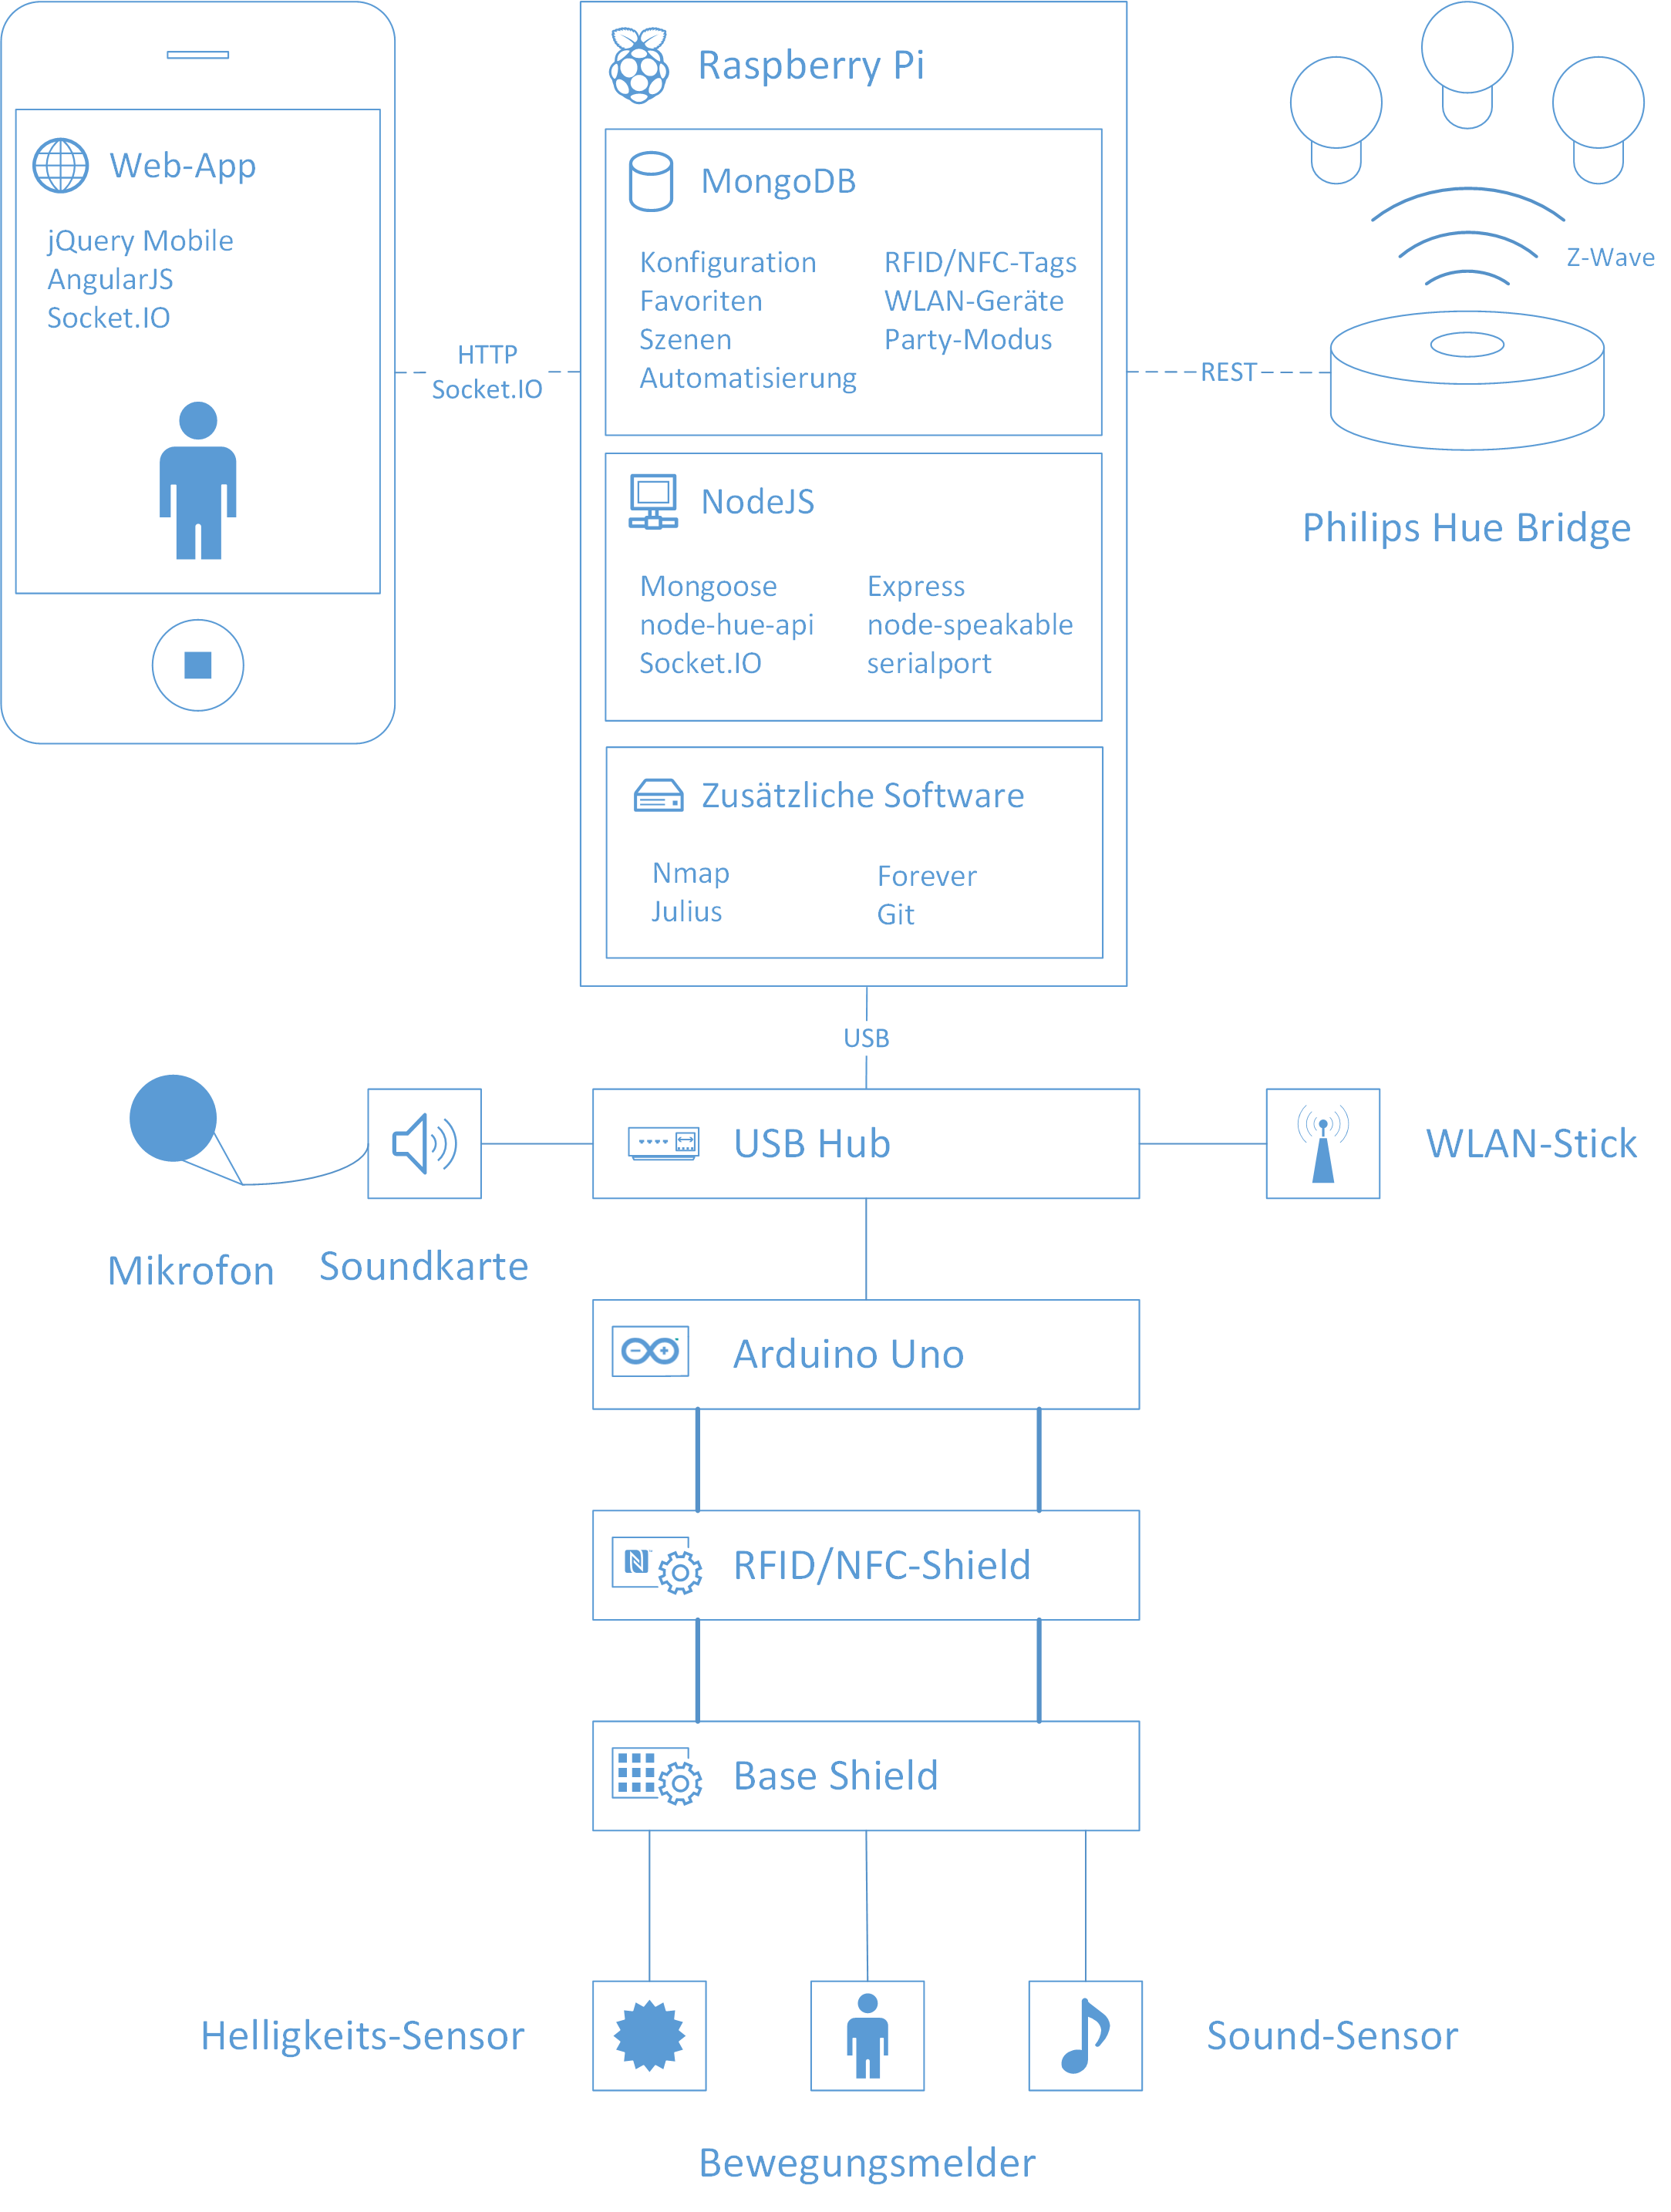 Web-App
jQuery Mobile
AngularJS
Socket.IO
HTTP
Socket.IO
Raspberry Pi
MongoDB
Konfiguration
Favoriten
Szenen
Automatisierung
RFID/NFC-Tags
WLAN-Geräte
Party-Modus
NodeJS
Mongoose
node-hue-api
Socket.IO
Express
node-speakable
serialport
Zusätzliche Software
Nmap
Julius
Forever
Git
REST
Z-Wave
Philips Hue Bridge
USB
Mikrofon
Soundkarte
USB Hub
WLAN-Stick
Arduino Uno
RFID/NFC-Shield
Base Shield
Helligkeits-Sensor
Bewegungsmelder
Sound-Sensor